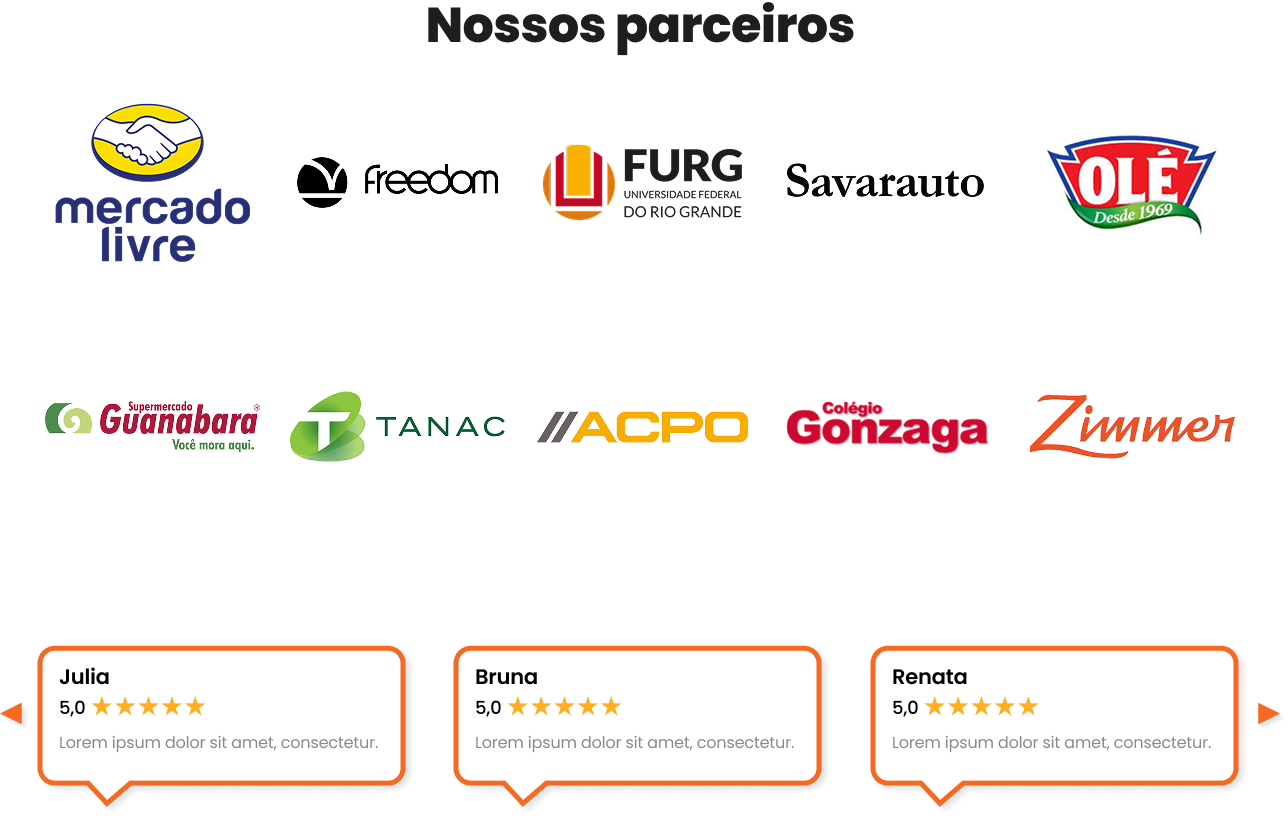 Nossos parceiros
mercado
livre
freedom
FURG
UNIVERSIDADE FEDERAL
DO RIO GRANDE
Savarauto
OLÉ
Desde 1969
Supermercado
Guanabara®
Você mora aqui.
T TANAC
//ACPO
Colégio
Gonzaga
Zimmer
Julia
5,0 ★★★★★
Lorem ipsum dolor sit amet, consectetur.
Bruna
5,0 ★★★★★
Lorem ipsum dolor sit amet, consectetur.
Renata
5,0 ★★★★★
Lorem ipsum dolor sit amet, consectetur.